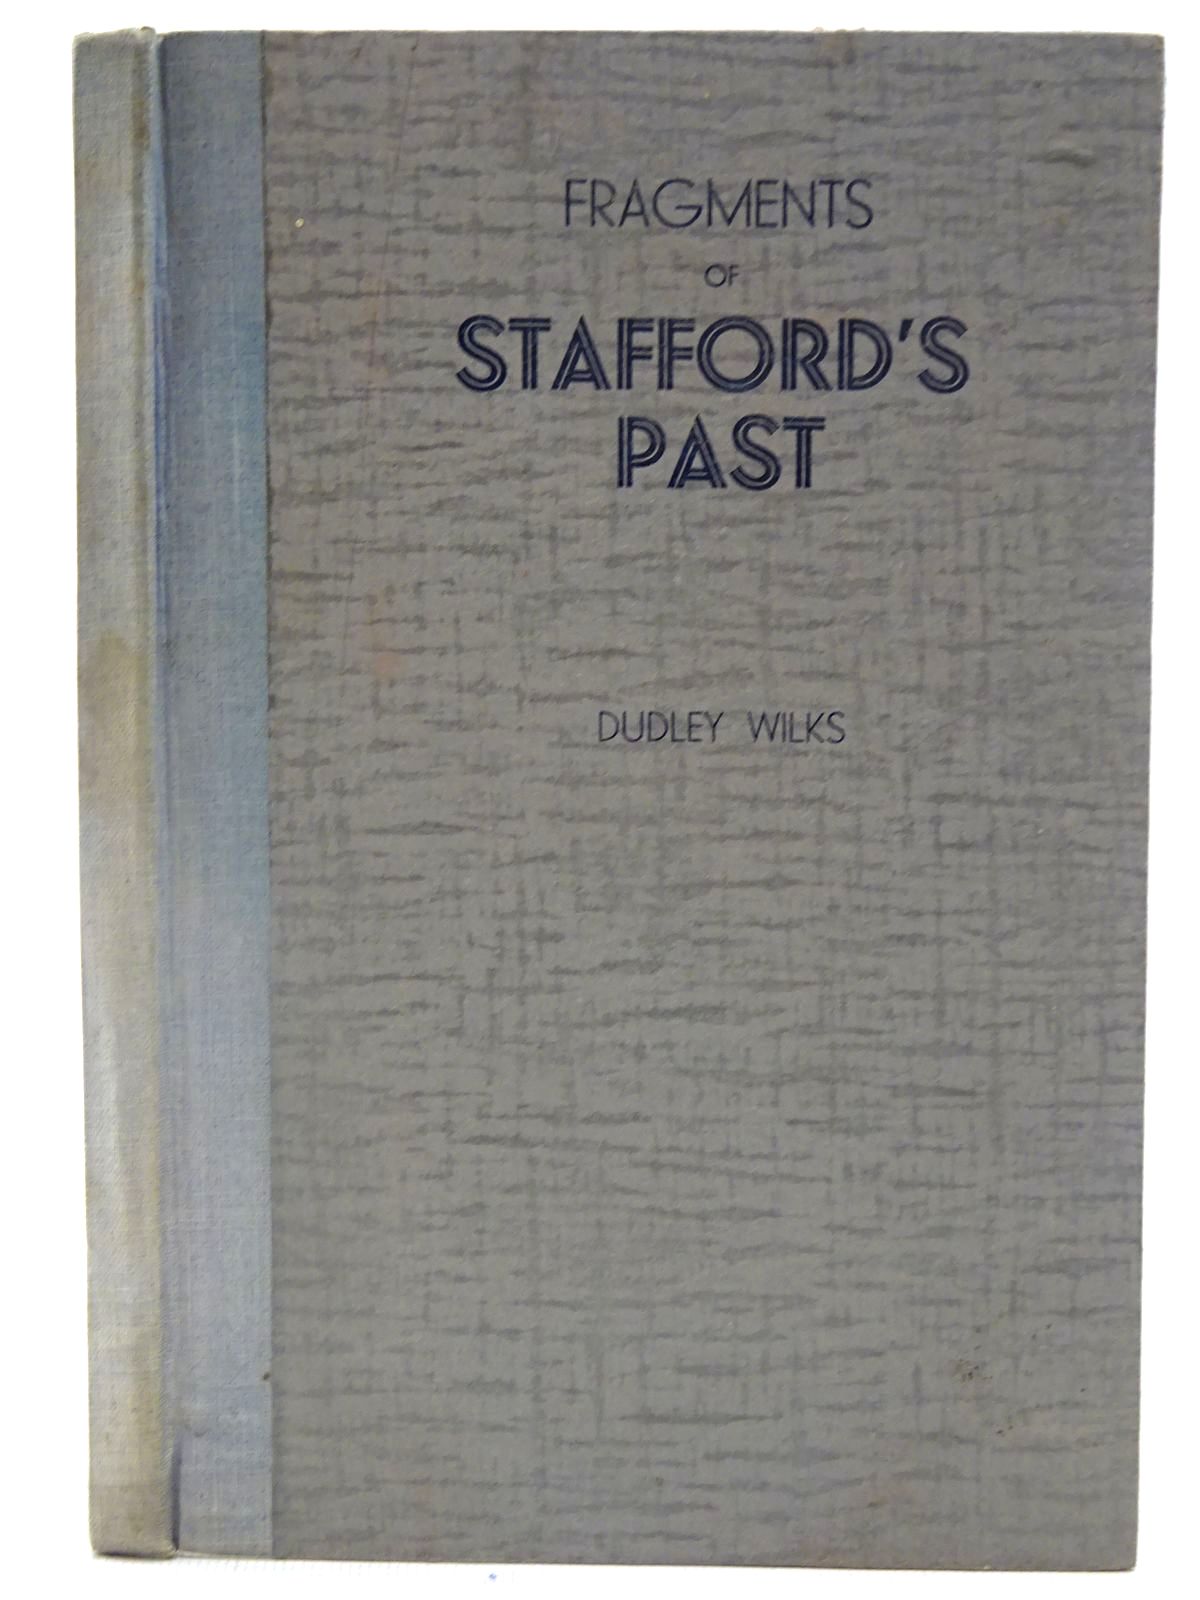 FRAGMENTS
OF
STAFFORD'S
PAST
DUDLEY WILKS